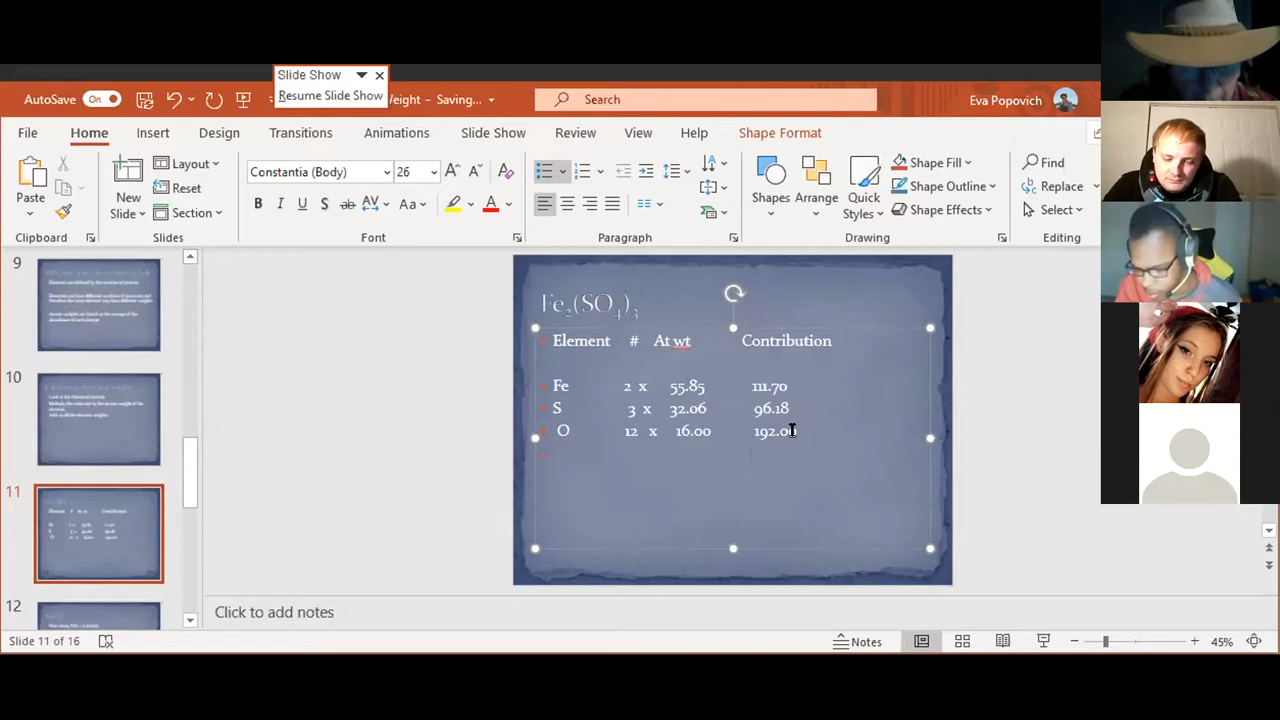 Slide Show
Resume Slide Show
AutoSave On
eight - Saving...
Search
Eva Popovich
File Home Insert Design Transitions Animations Slide Show Review View Help Shape Format
Paste
New Slide
Layout
Reset
Section
Constantia (Body) 26
Shapes Arrange Quick Styles
Shape Fill
Shape Outline
Shape Effects
Find
Replace
Select
Clipboard Slides Font Paragraph Drawing Editing
9
10
11
12
Fe₂(SO₄)₃
Element # At wt Contribution
Fe 2 x 55.85 111.70
S 3 x 32.06 96.18
O 12 x 16.00 192.00
Click to add notes
Slide 11 of 16 Notes 45%